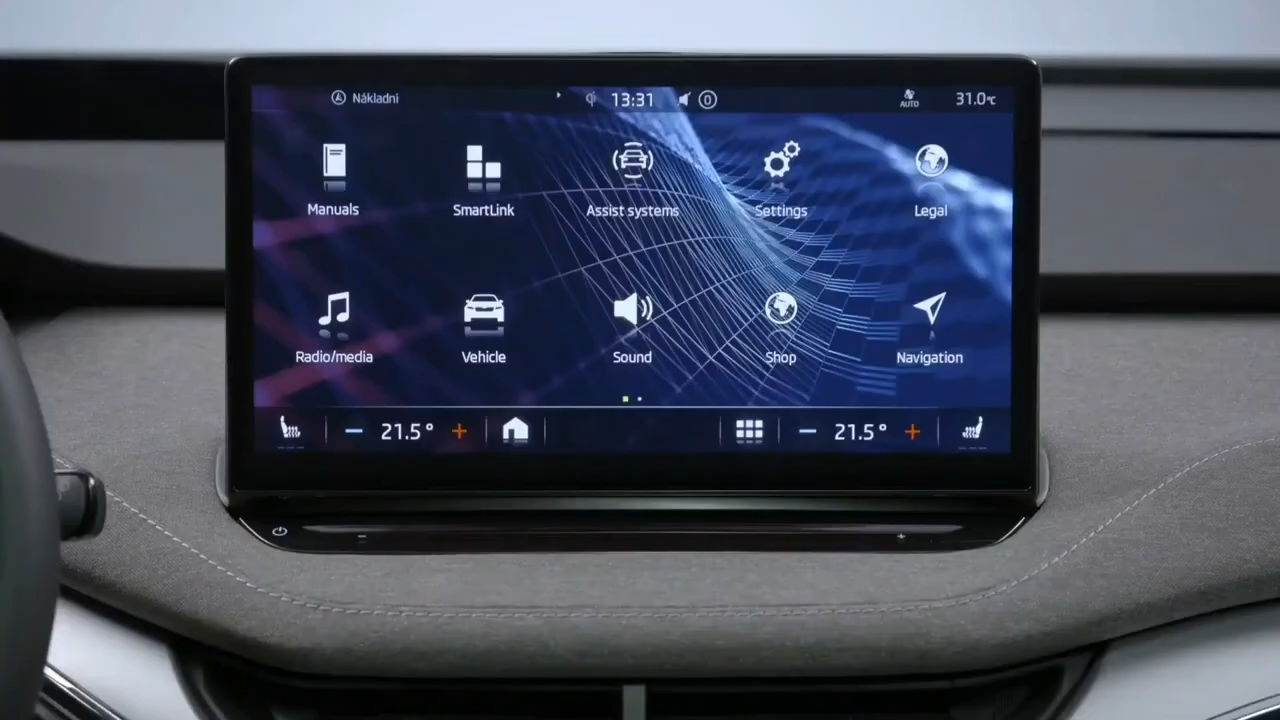 Nákladní
13:31
AUTO
31.0°C
Manuals
SmartLink
Assist systems
Settings
Legal
Radio/media
Vehicle
Sound
Shop
Navigation
− 21.5° +
− 21.5° +
− +